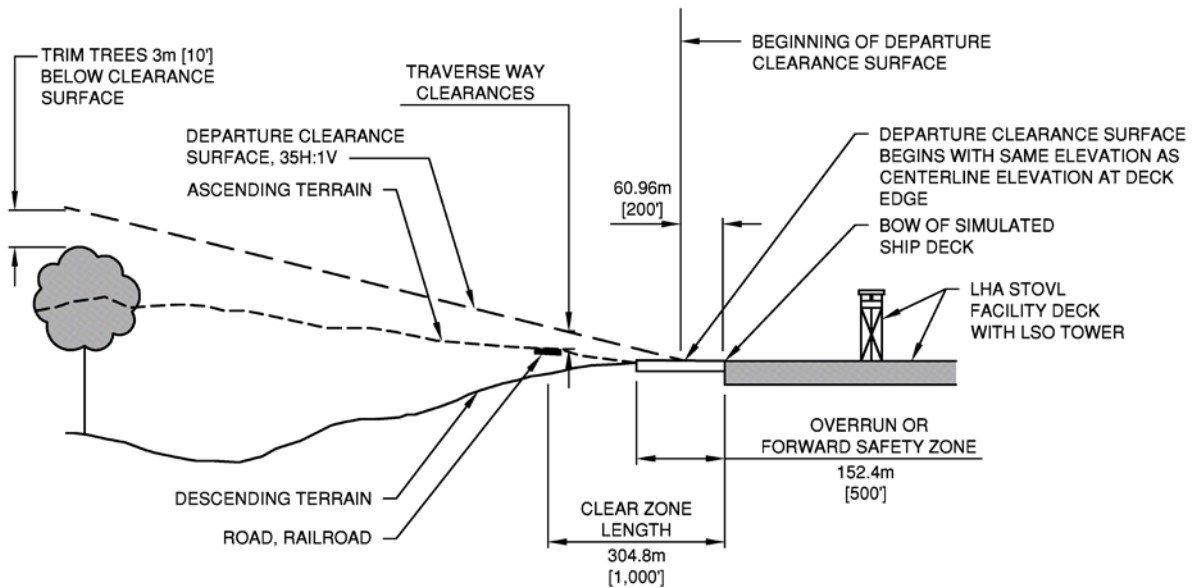 TRIM TREES 3m [10']
BELOW CLEARANCE
SURFACE
TRAVERSE WAY
CLEARANCES
BEGINNING OF DEPARTURE
CLEARANCE SURFACE
DEPARTURE CLEARANCE
SURFACE, 35H:1V
ASCENDING TERRAIN
60.96m
[200']
DEPARTURE CLEARANCE SURFACE
BEGINS WITH SAME ELEVATION AS
CENTERLINE ELEVATION AT DECK
EDGE
BOW OF SIMULATED
SHIP DECK
LHA STOVL
FACILITY DECK
WITH LSO TOWER
OVERRUN OR
FORWARD SAFETY ZONE
152.4m
[500']
DESCENDING TERRAIN
ROAD, RAILROAD
CLEAR ZONE
LENGTH
304.8m
[1,000']